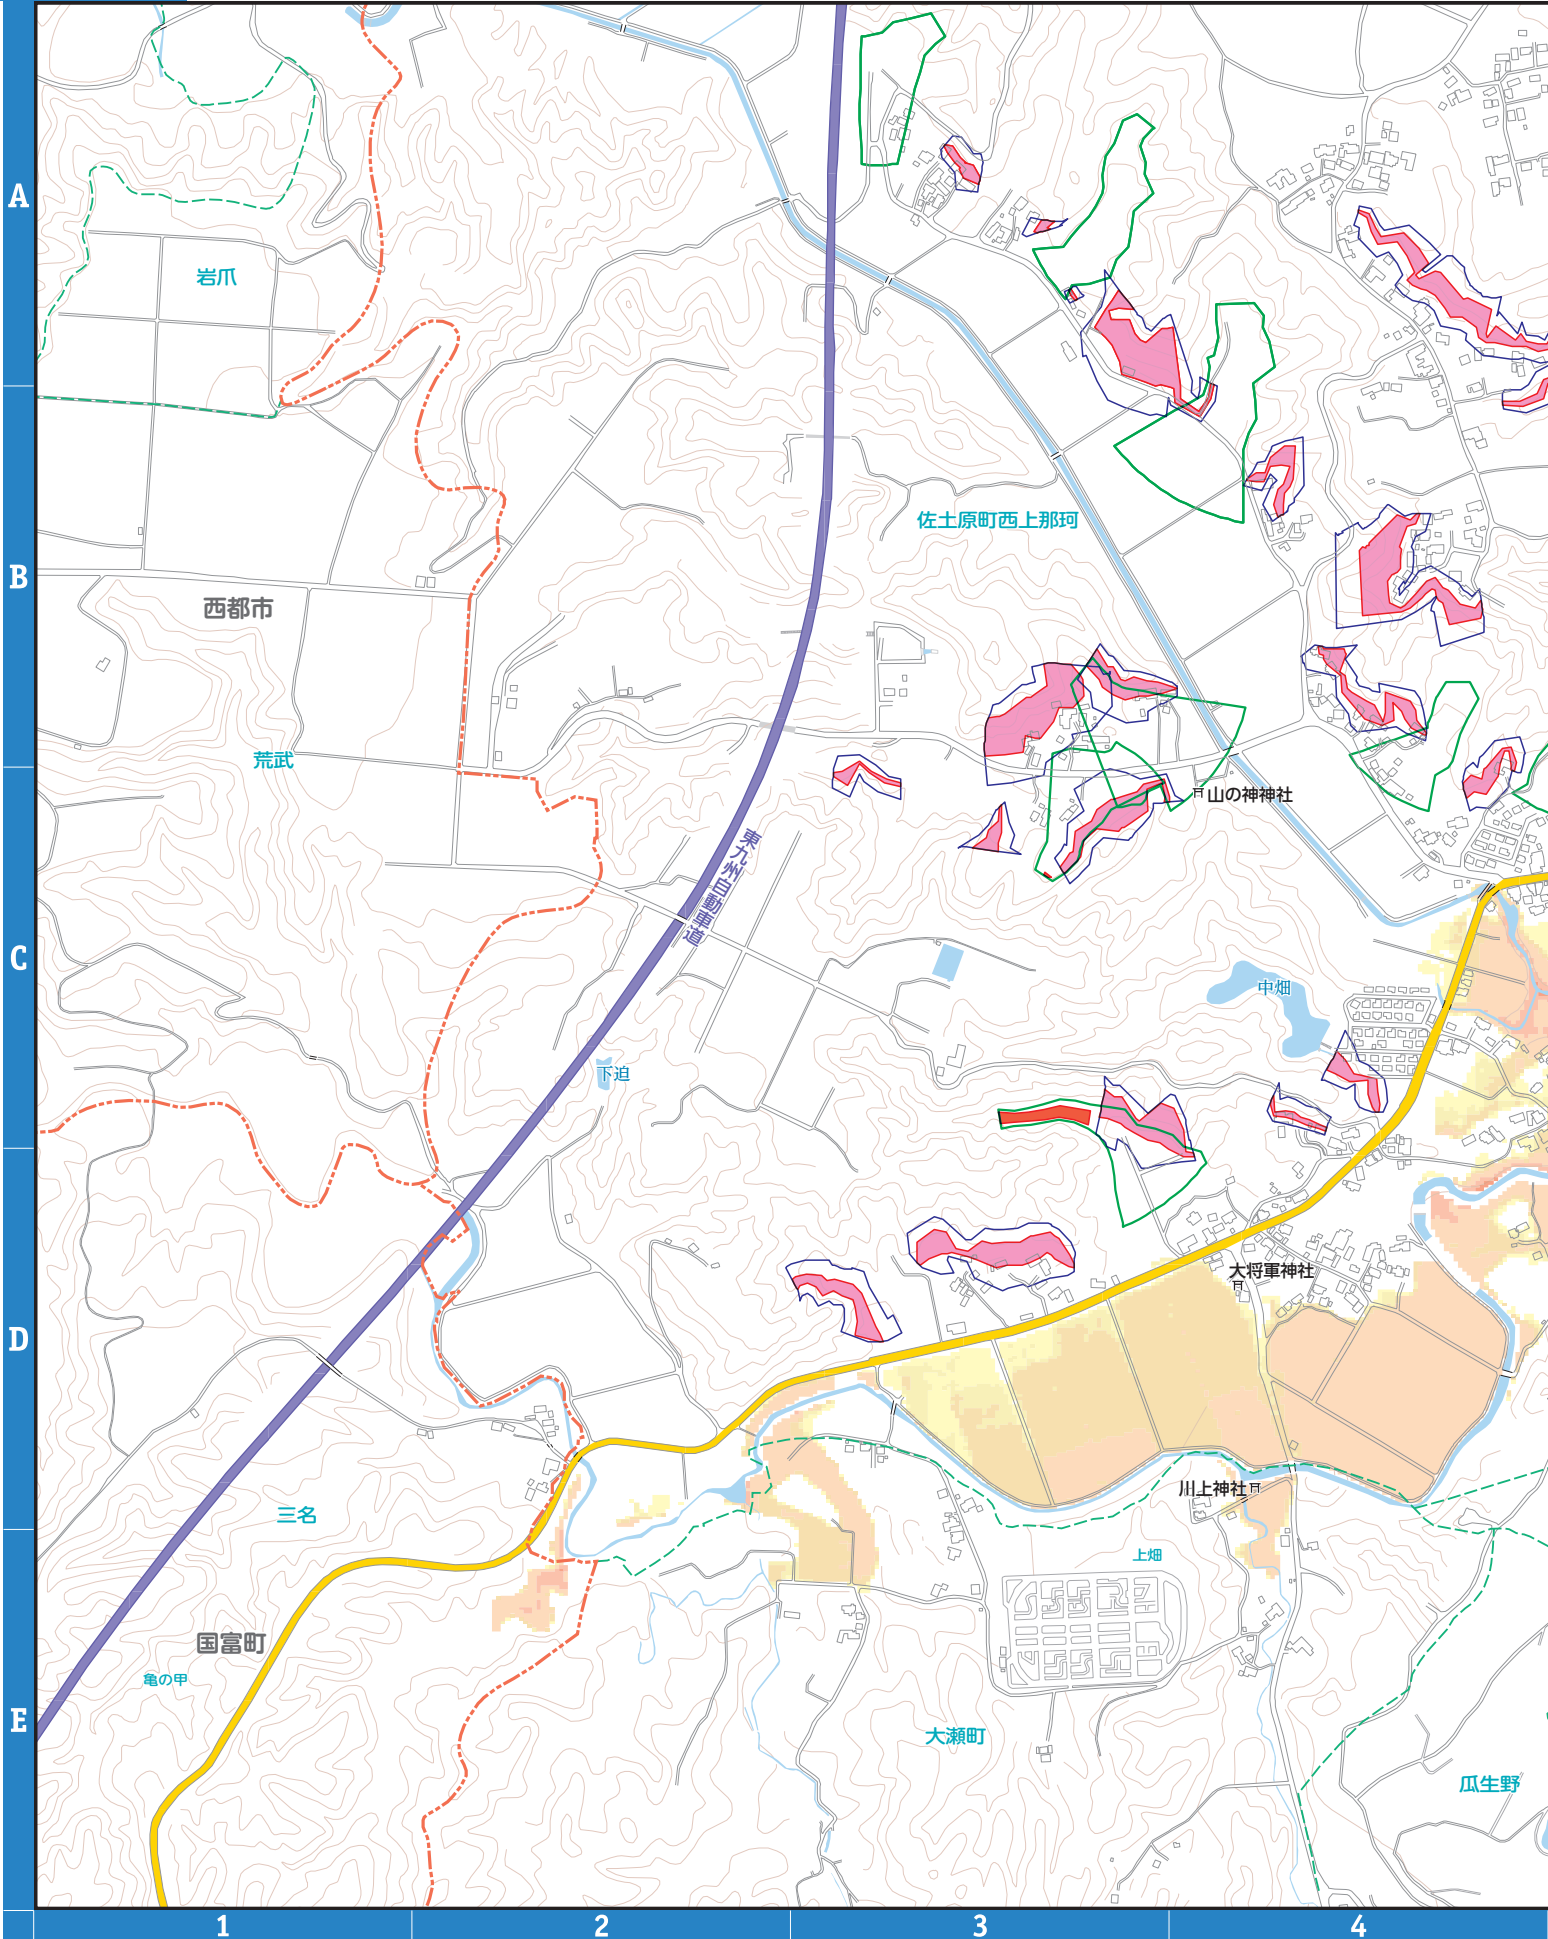 A
岩爪
佐土原町西上那珂
B
西都市
荒武
山の神神社
東九州自動車道
C
中畑
下迫
大将軍神社
D
川上神社
三名
上畑
国富町
亀の甲
E
大瀬町
瓜生野
1
2
3
4